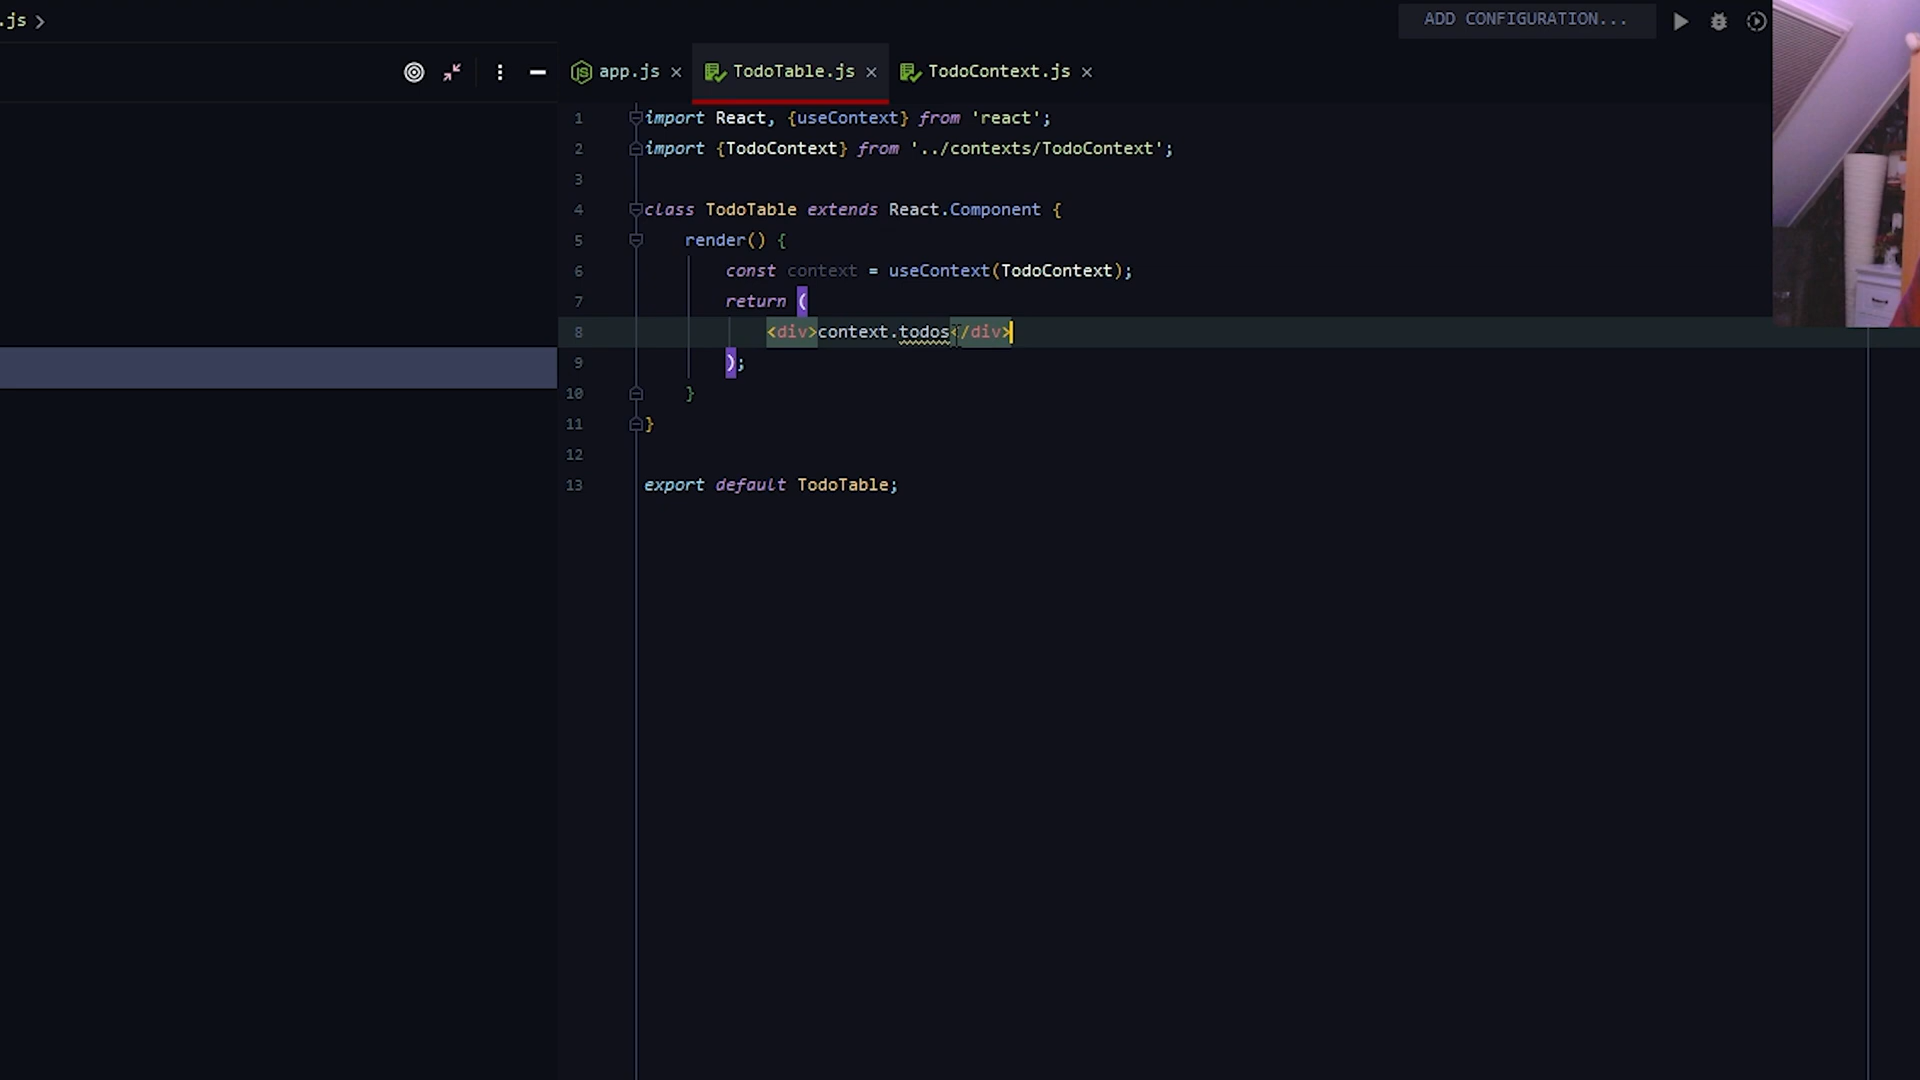 .js
ADD CONFIGURATION...
app.js TodoTable.js TodoContext.js
1 import React, {useContext} from 'react';
2 import {TodoContext} from '../contexts/TodoContext';
3
4 class TodoTable extends React.Component {
5 render() {
6 const context = useContext(TodoContext);
7 return (
8 <div>context.todos</div>
9 );
10 }
11 }
12
13 export default TodoTable;